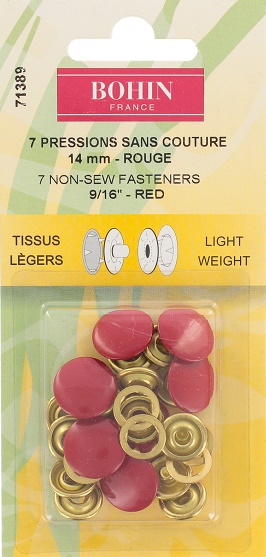 71389
BOHIN
FRANCE
7 PRESSIONS SANS COUTURE
14 mm - ROUGE
7 NON-SEW FASTENERS
9/16" - RED
TISSUS LÈGERS
LIGHT WEIGHT